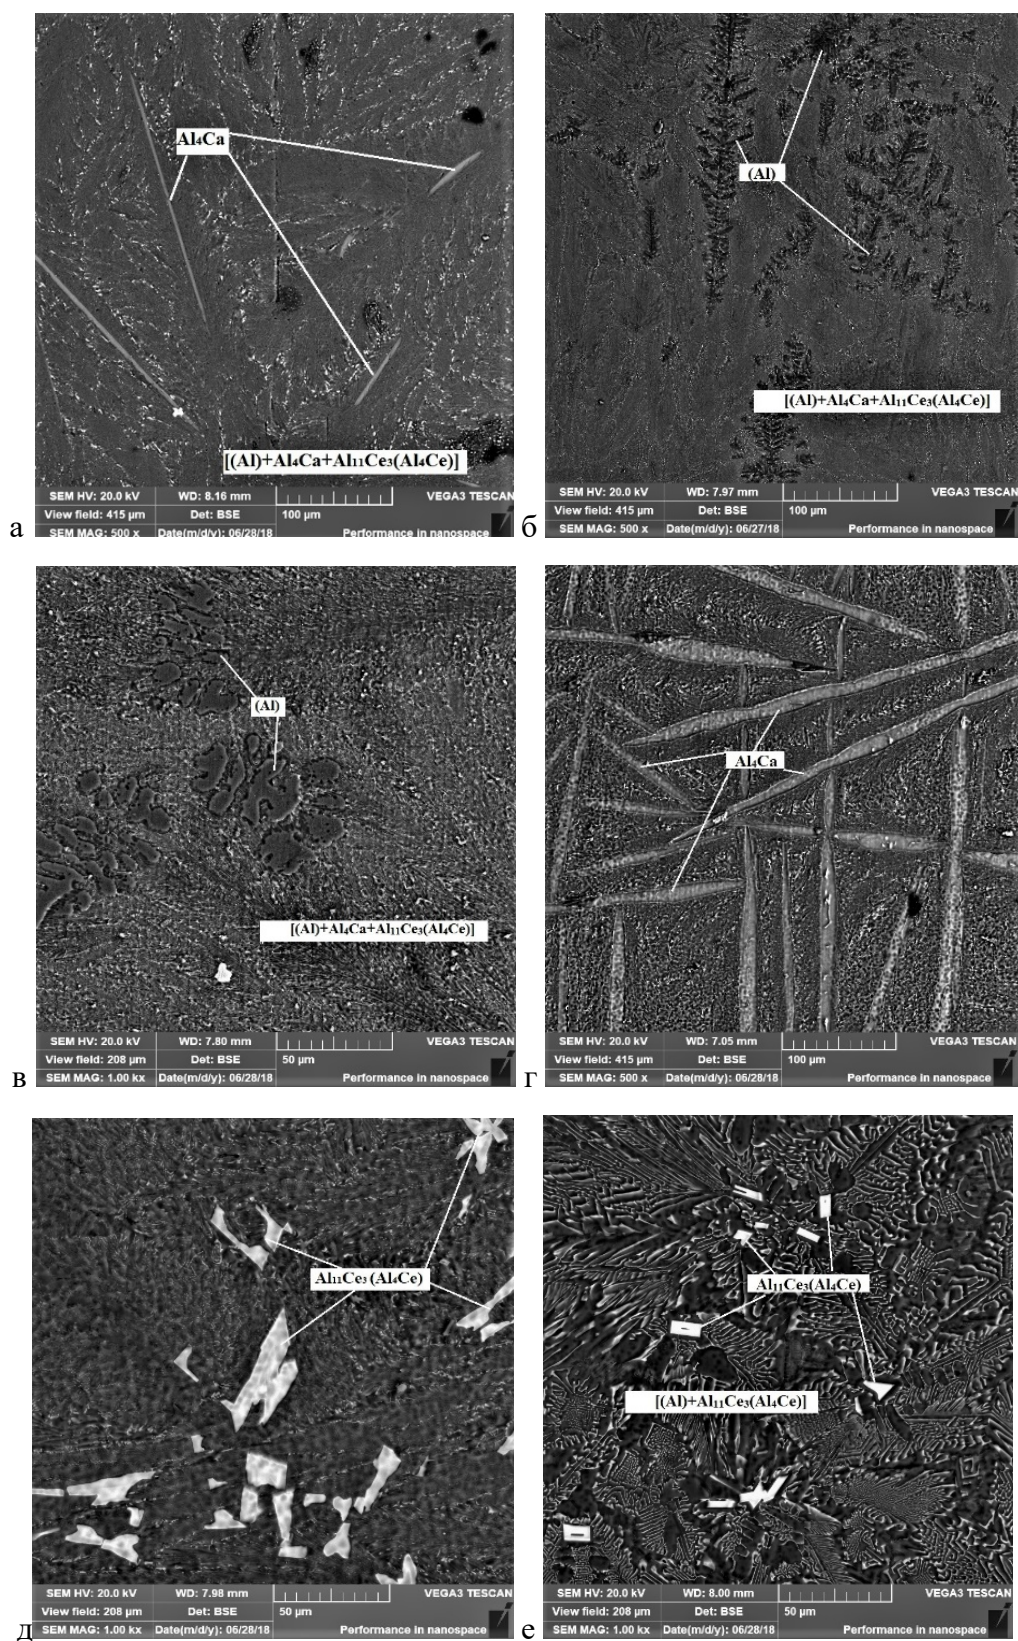 Al₄Ca
[(Al)+Al₄Ca+Al₁₁Ce₃(Al₄Ce)]
SEM HV: 20.0 kV WD: 8.16 mm VEGA3 TESCAN
View field: 415 µm Det: BSE 100 µm
SEM MAG: 500 x Date(m/d/y): 06/28/18 Performance in nanospace
а
(Al)
[(Al)+Al₄Ca+Al₁₁Ce₃(Al₄Ce)]
SEM HV: 20.0 kV WD: 7.97 mm VEGA3 TESCAN
View field: 415 µm Det: BSE 100 µm
SEM MAG: 500 x Date(m/d/y): 06/27/18 Performance in nanospace
б
(Al)
[(Al)+Al₄Ca+Al₁₁Ce₃(Al₄Ce)]
SEM HV: 20.0 kV WD: 7.80 mm VEGA3 TESCAN
View field: 208 µm Det: BSE 50 µm
SEM MAG: 1.00 kx Date(m/d/y): 06/28/18 Performance in nanospace
в
Al₄Ca
SEM HV: 20.0 kV WD: 7.05 mm VEGA3 TESCAN
View field: 415 µm Det: BSE 100 µm
SEM MAG: 500 x Date(m/d/y): 06/28/18 Performance in nanospace
г
Al₁₁Ce₃ (Al₄Ce)
SEM HV: 20.0 kV WD: 7.98 mm VEGA3 TESCAN
View field: 208 µm Det: BSE 50 µm
SEM MAG: 1.00 kx Date(m/d/y): 06/28/18 Performance in nanospace
д
Al₁₁Ce₃(Al₄Ce)
[(Al)+Al₁₁Ce₃(Al₄Ce)]
SEM HV: 20.0 kV WD: 8.00 mm VEGA3 TESCAN
View field: 208 µm Det: BSE 50 µm
SEM MAG: 1.00 kx Date(m/d/y): 06/28/18 Performance in nanospace
е